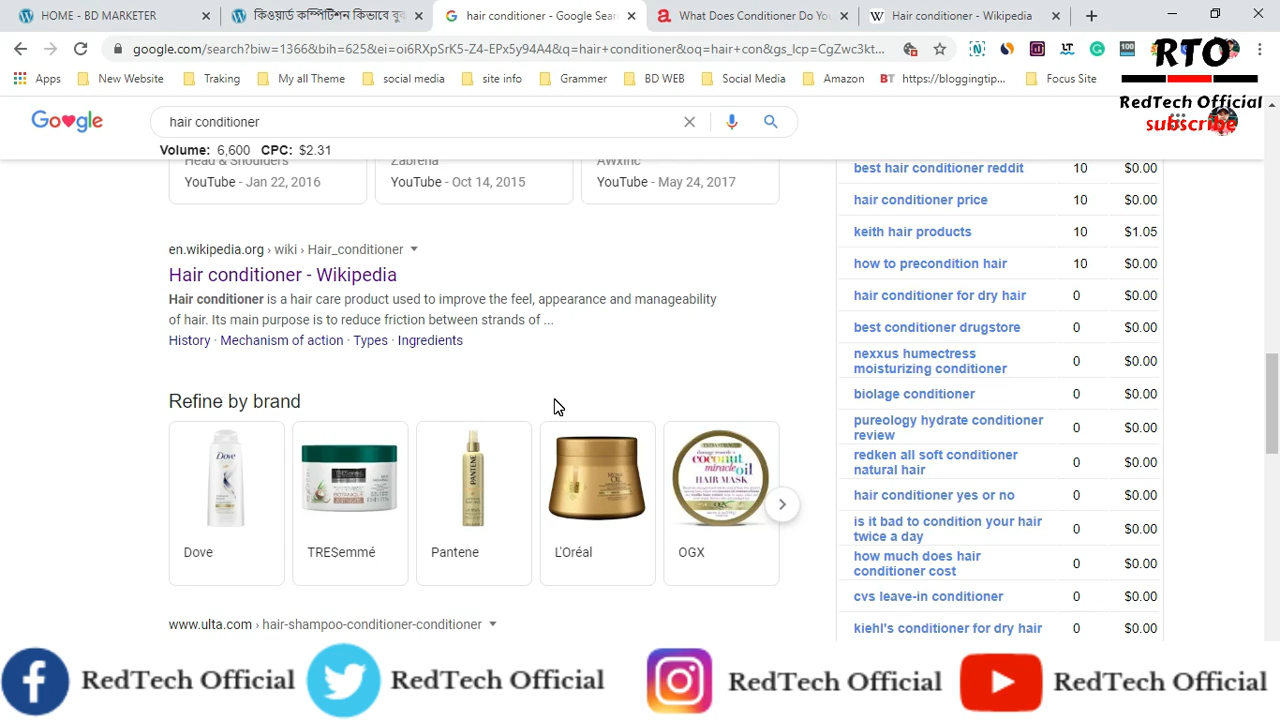 HOME - BD MARKETER
কিওয়ার্ড কম্পিটিশন কিভাবে বুঝ
hair conditioner - Google Sear
What Does Conditioner Do Yo
Hair conditioner - Wikipedia
google.com/search?biw=1366&bih=625&ei=oi6RXpSrK5-Z4-EPx5y94A4&q=hair+conditioner&oq=hair+con&gs_lcp=CgZwc3kt...
Apps
New Website
Traking
My all Theme
social media
site info
Grammer
BD WEB
Social Media
Amazon
BT https://bloggingtip...
Focus Site
RTO
RedTech Official
subscribe
Google
hair conditioner
Volume: 6,600 CPC: $2.31
Head & Shoulders
YouTube - Jan 22, 2016
Zabrena
YouTube - Oct 14, 2015
YouTube - May 24, 2017
en.wikipedia.org › wiki › Hair_conditioner
Hair conditioner - Wikipedia
Hair conditioner is a hair care product used to improve the feel, appearance and manageability
of hair. Its main purpose is to reduce friction between strands of ...
History · Mechanism of action · Types · Ingredients
Refine by brand
Dove
TRESemmé
PANTENE
Pantene
L'Oréal
coconut
miracle oil
HAIR MASK
OGX
www.ulta.com › hair-shampoo-conditioner-conditioner
best hair conditioner reddit 10 $0.00
hair conditioner price 10 $0.00
keith hair products 10 $1.05
how to precondition hair 10 $0.00
hair conditioner for dry hair 0 $0.00
best conditioner drugstore 0 $0.00
nexxus humectress
moisturizing conditioner 0 $0.00
biolage conditioner 0 $0.00
pureology hydrate conditioner
review 0 $0.00
redken all soft conditioner
natural hair 0 $0.00
hair conditioner yes or no 0 $0.00
is it bad to condition your hair
twice a day 0 $0.00
how much does hair
conditioner cost 0 $0.00
cvs leave-in conditioner 0 $0.00
kiehl's conditioner for dry hair 0 $0.00
RedTech Official
RedTech Official
RedTech Official
RedTech Official